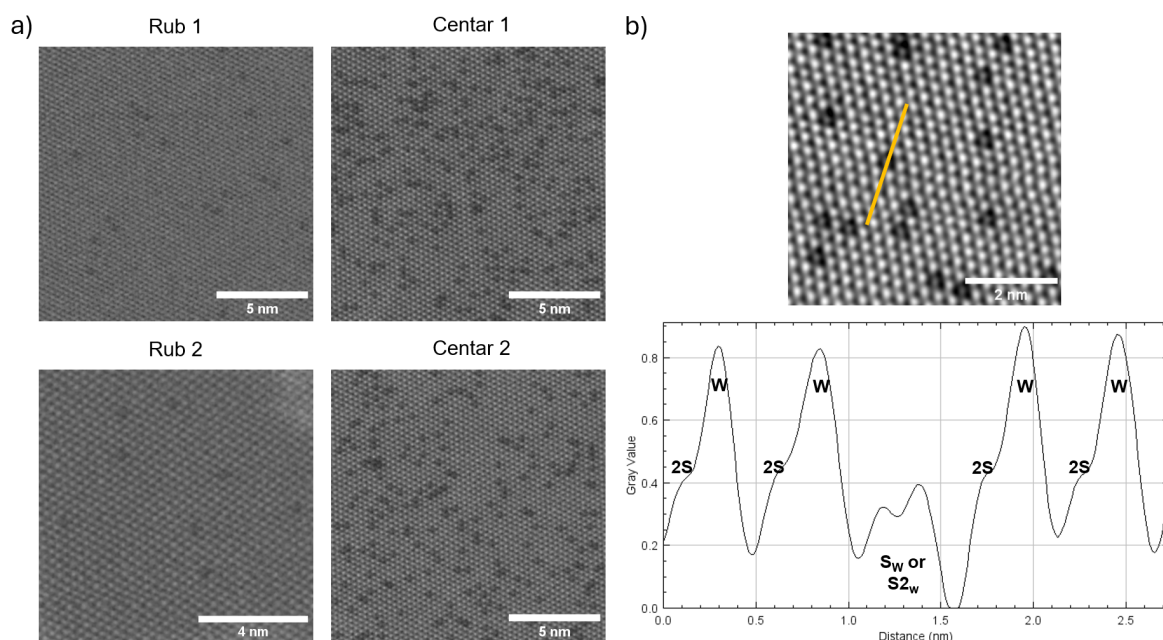 a)
Rub 1
Centar 1
5 nm
5 nm
Rub 2
Centar 2
4 nm
5 nm
b)
2 nm
0.8
0.6
0.4
0.2
0.0
Gray Value
2S
W
2S
W
S_W or
S2_w
2S
W
2S
W
0.0
0.5
1.0
1.5
2.0
2.5
Distance (nm)